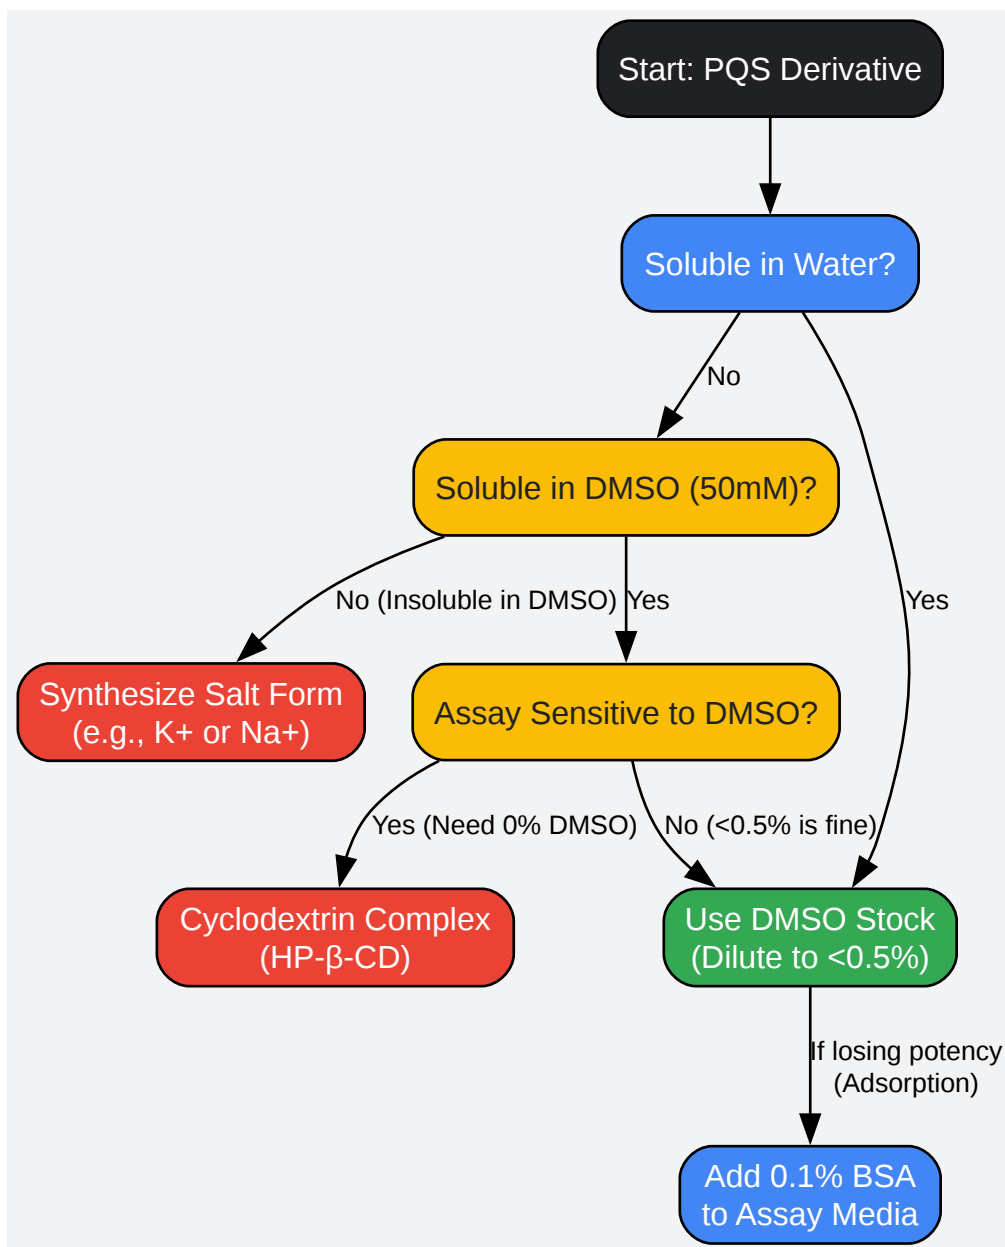 Start: PQS Derivative
Soluble in Water?
No
Soluble in DMSO (50mM)?
No (Insoluble in DMSO)
Yes
Yes
Synthesize Salt Form
(e.g., K+ or Na+)
Assay Sensitive to DMSO?
Yes (Need 0% DMSO)
No (<0.5% is fine)
Cyclodextrin Complex
(HP-β-CD)
Use DMSO Stock
(Dilute to <0.5%)
If losing potency
(Adsorption)
Add 0.1% BSA
to Assay Media